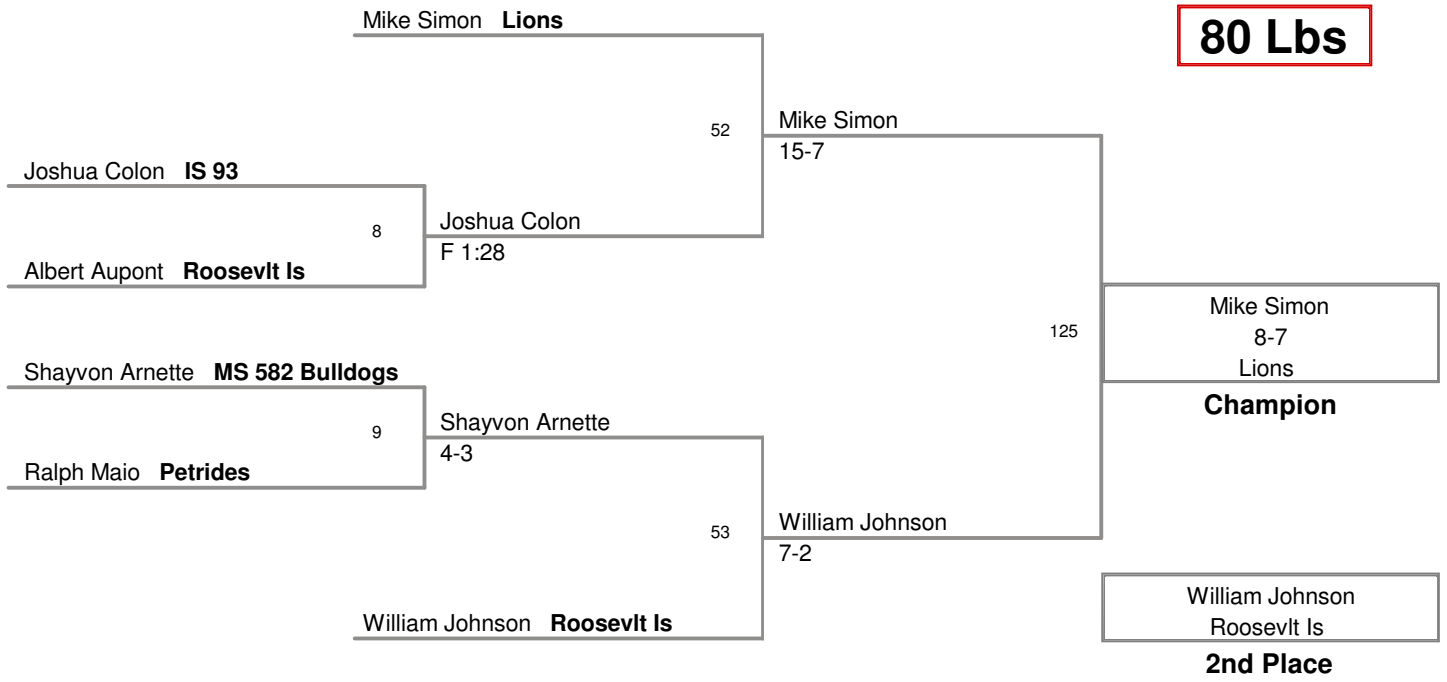 Mike Simon Lions
80 Lbs
52
Mike Simon
15-7
Joshua Colon IS 93
8
Joshua Colon
F 1:28
Albert Aupont Roosevlt Is
125
Mike Simon
8-7
Lions
Champion
Shayvon Arnette MS 582 Bulldogs
9
Shayvon Arnette
4-3
Ralph Maio Petrides
53
William Johnson
7-2
William Johnson Roosevlt Is
William Johnson
Roosevlt Is
2nd Place